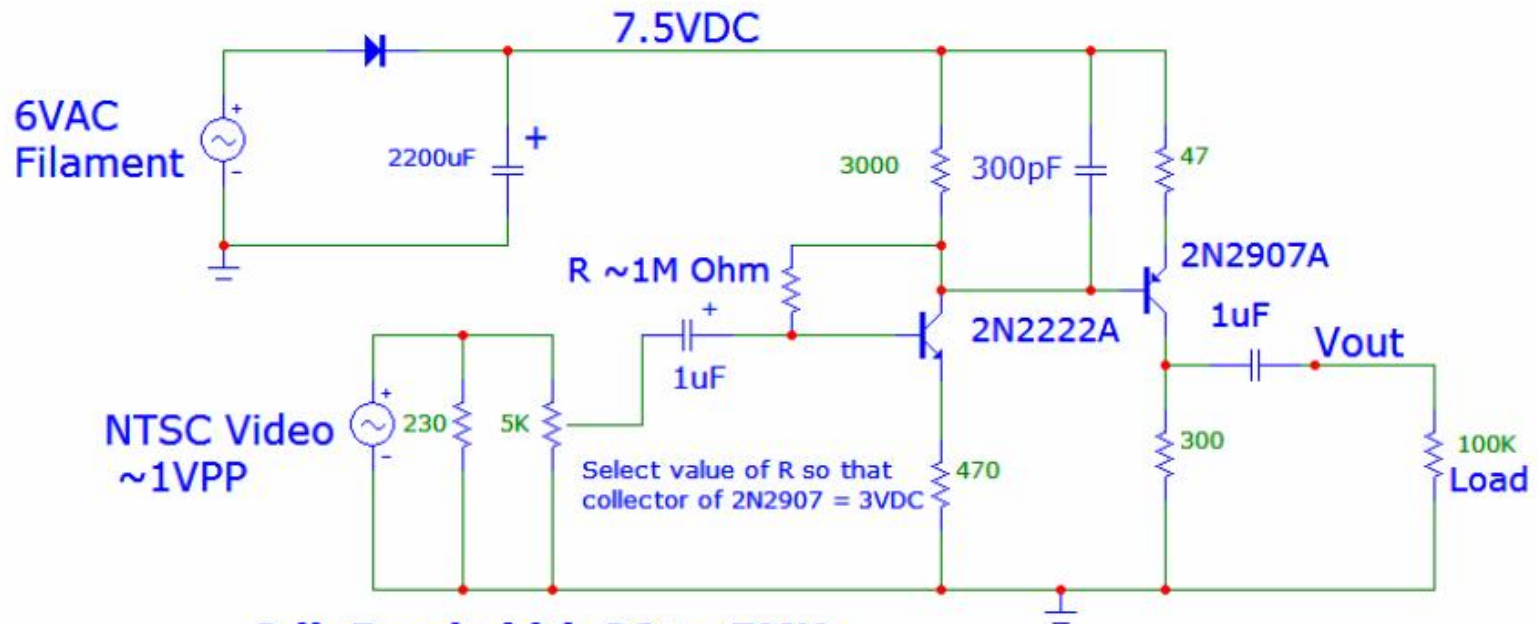 7.5VDC
6VAC
Filament
+
-
2200uF
+
3000
300pF
47
R ~1M Ohm
2N2907A
+
1uF
2N2222A
1uF
Vout
NTSC Video
~1VPP
+
-
230
5K
Select value of R so that
collector of 2N2907 = 3VDC
470
300
100K
Load